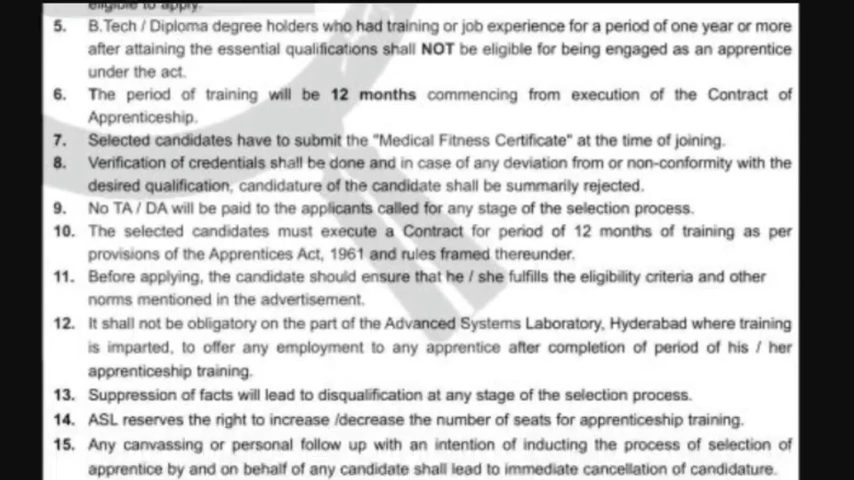 eligible to apply.
5. B.Tech / Diploma degree holders who had training or job experience for a period of one year or more
after attaining the essential qualifications shall NOT be eligible for being engaged as an apprentice
under the act.
6. The period of training will be 12 months commencing from execution of the Contract of
Apprenticeship.
7. Selected candidates have to submit the "Medical Fitness Certificate" at the time of joining.
8. Verification of credentials shall be done and in case of any deviation from or non-conformity with the
desired qualification, candidature of the candidate shall be summarily rejected.
9. No TA / DA will be paid to the applicants called for any stage of the selection process.
10. The selected candidates must execute a Contract for period of 12 months of training as per
provisions of the Apprentices Act, 1961 and rules framed thereunder.
11. Before applying, the candidate should ensure that he / she fulfills the eligibility criteria and other
norms mentioned in the advertisement.
12. It shall not be obligatory on the part of the Advanced Systems Laboratory, Hyderabad where training
is imparted, to offer any employment to any apprentice after completion of period of his / her
apprenticeship training.
13. Suppression of facts will lead to disqualification at any stage of the selection process.
14. ASL reserves the right to increase /decrease the number of seats for apprenticeship training.
15. Any canvassing or personal follow up with an intention of inducting the process of selection of
apprentice by and on behalf of any candidate shall lead to immediate cancellation of candidature.